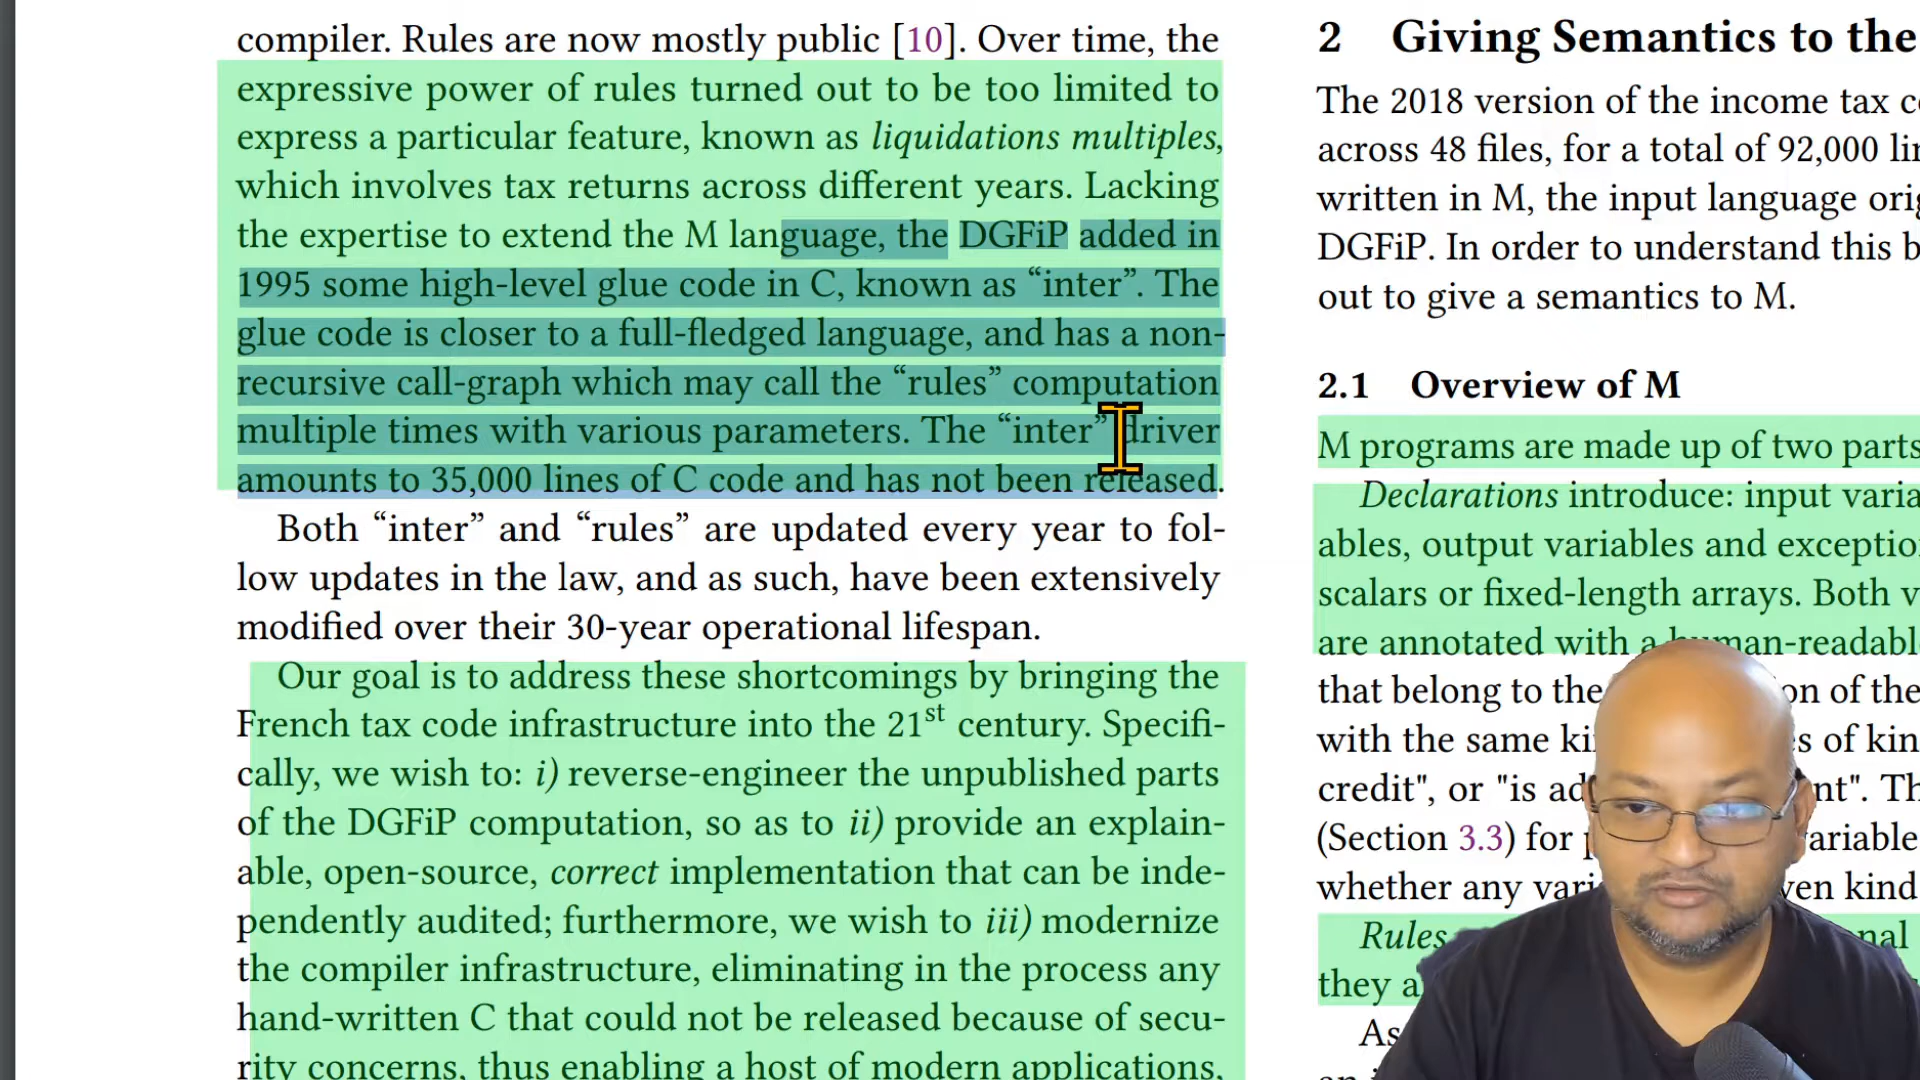 compiler. Rules are now mostly public [10]. Over time, the
expressive power of rules turned out to be too limited to
express a particular feature, known as liquidations multiples,
which involves tax returns across different years. Lacking
the expertise to extend the M language, the DGFiP added in
1995 some high-level glue code in C, known as “inter”. The
glue code is closer to a full-fledged language, and has a non-
recursive call-graph which may call the “rules” computation
multiple times with various parameters. The “inter” driver
amounts to 35,000 lines of C code and has not been released.
Both “inter” and “rules” are updated every year to fol-
low updates in the law, and as such, have been extensively
modified over their 30-year operational lifespan.
Our goal is to address these shortcomings by bringing the
French tax code infrastructure into the 21st century. Specifi-
cally, we wish to: i) reverse-engineer the unpublished parts
of the DGFiP computation, so as to ii) provide an explain-
able, open-source, correct implementation that can be inde-
pendently audited; furthermore, we wish to iii) modernize
the compiler infrastructure, eliminating in the process any
hand-written C that could not be released because of secu-
rity concerns, thus enabling a host of modern applications,
2 Giving Semantics to the
The 2018 version of the income tax
across 48 files, for a total of 92,000
written in M, the input language
DGFiP. In order to understand this
out to give a semantics to M.
2.1 Overview of M
M programs are made up of two parts
Declarations introduce: input
ables, output variables and
scalars or fixed-length arrays. Both
are annotated with a
that belong to the of the
with the same of
credit", or "is
(Section 3.3) for
whether any
Rules
they
As